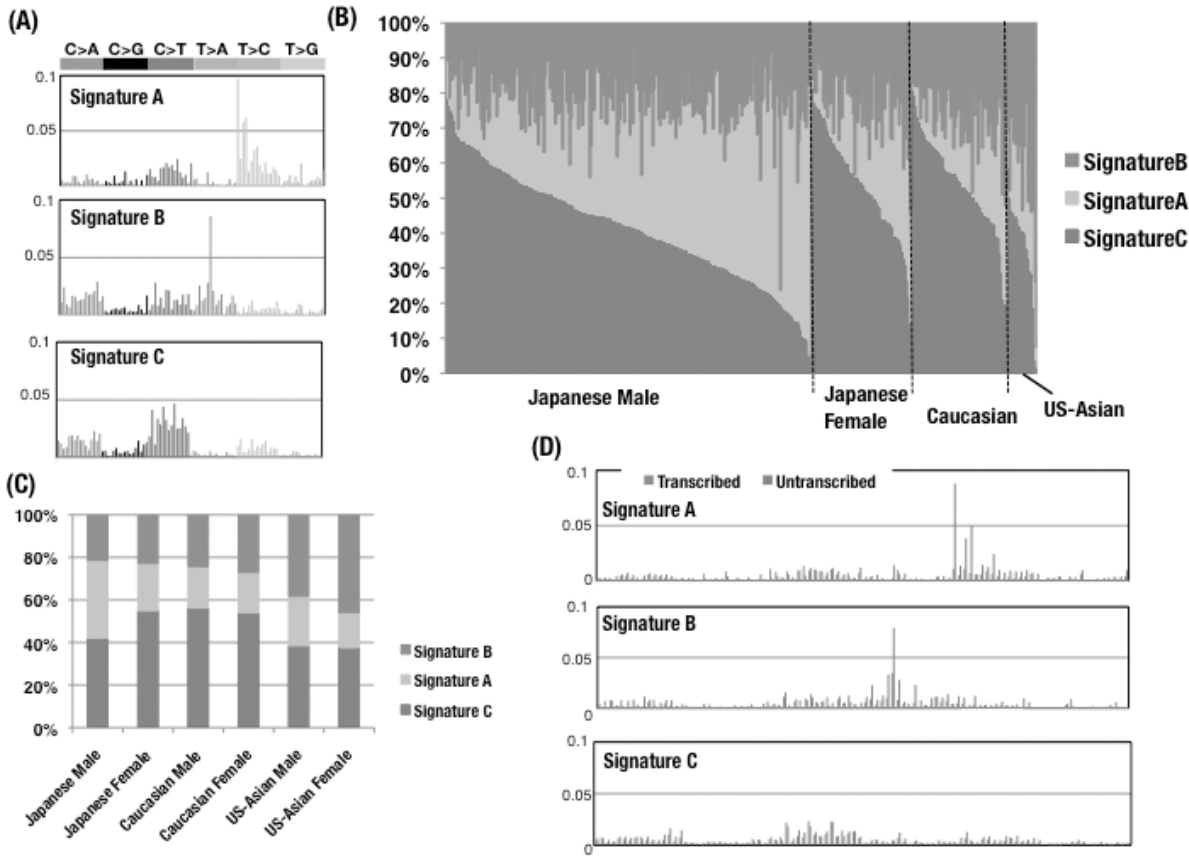 (A)
C>A C>G C>T T>A T>C T>G
0.1
Signature A
0.05
0
0.1
Signature B
0.05
0
0.1
Signature C
0.05
0
(B)
100%
90%
80%
70%
60%
50%
40%
30%
20%
10%
0%
Japanese Male
Japanese
Female
Caucasian
US-Asian
SignatureB
SignatureA
SignatureC
(C)
100%
80%
60%
40%
20%
0%
Japanese Male
Japanese Female
Caucasian Male
Caucasian Female
US-Asian Male
US-Asian Female
Signature B
Signature A
Signature C
(D)
0.1
Transcribed Untranscribed
Signature A
0.05
0
0.1
Signature B
0.05
0
0.1
Signature C
0.05
0